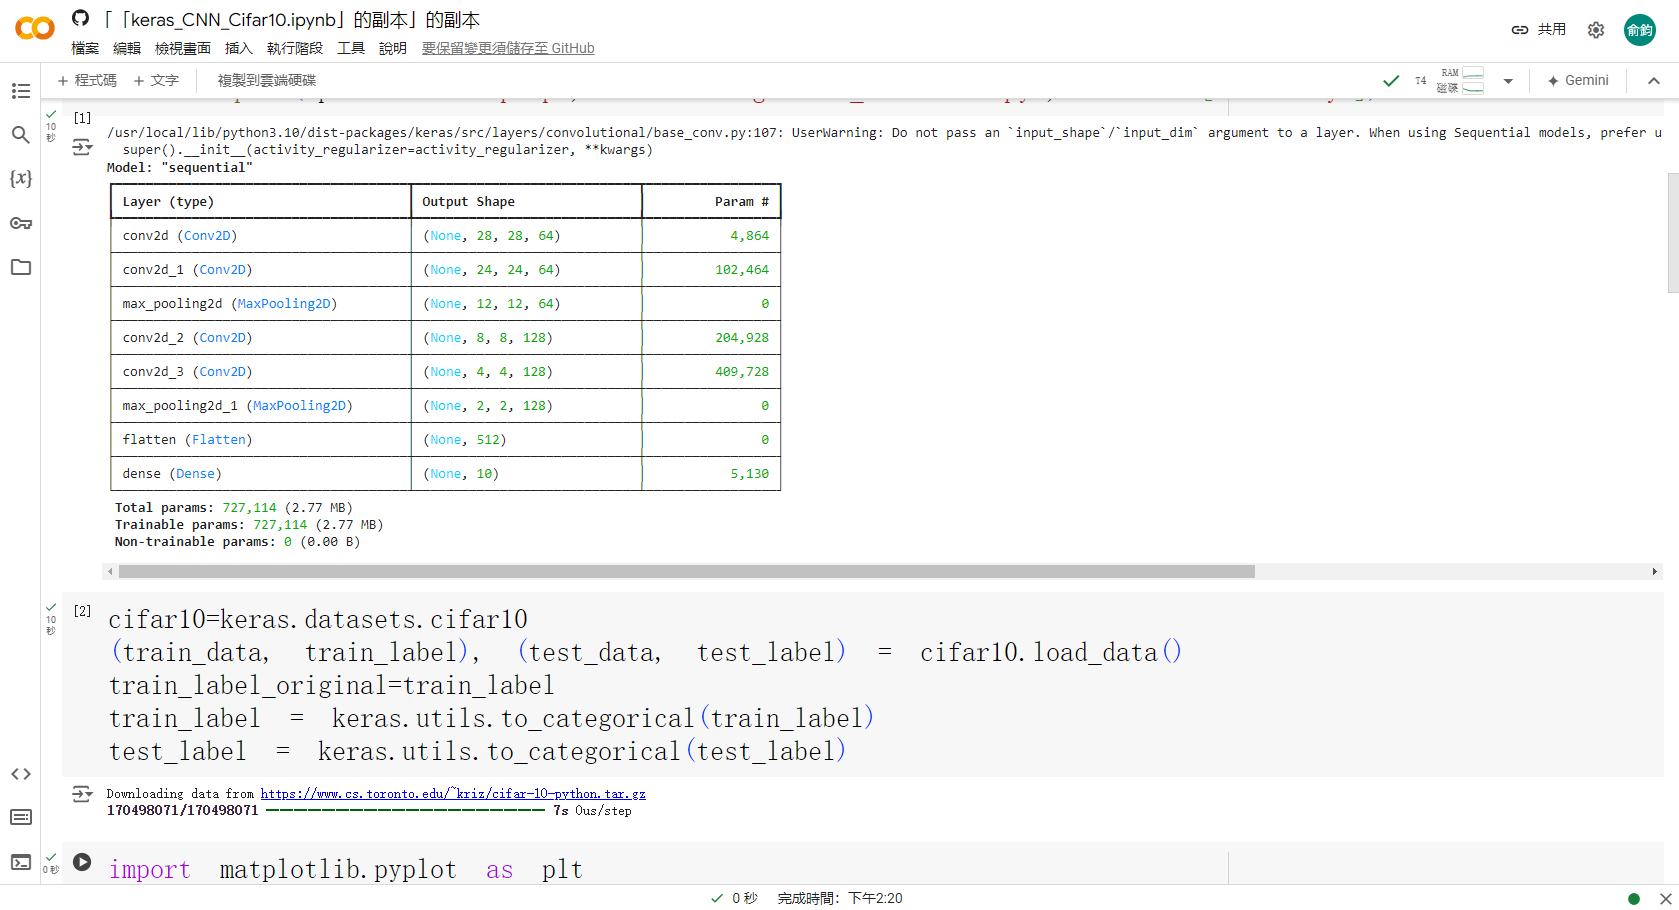 「「keras_CNN_Cifar10.ipynb」的副本」的副本
檔案 編輯 檢視畫面 插入 執行階段 工具 說明 要保留變更須儲存至 GitHub
共用
俞鈞
+ 程式碼 + 文字 複製到雲端硬碟
T4 RAM 磁碟
Gemini
[1]
10 秒
/usr/local/lib/python3.10/dist-packages/keras/src/layers/convolutional/base_conv.py:107: UserWarning: Do not pass an `input_shape`/`input_dim` argument to a layer. When using Sequential models, prefer u
super().__init__(activity_regularizer=activity_regularizer, **kwargs)
Model: "sequential"
Layer (type) Output Shape Param #
conv2d (Conv2D) (None, 28, 28, 64) 4,864
conv2d_1 (Conv2D) (None, 24, 24, 64) 102,464
max_pooling2d (MaxPooling2D) (None, 12, 12, 64) 0
conv2d_2 (Conv2D) (None, 8, 8, 128) 204,928
conv2d_3 (Conv2D) (None, 4, 4, 128) 409,728
max_pooling2d_1 (MaxPooling2D) (None, 2, 2, 128) 0
flatten (Flatten) (None, 512) 0
dense (Dense) (None, 10) 5,130
Total params: 727,114 (2.77 MB)
Trainable params: 727,114 (2.77 MB)
Non-trainable params: 0 (0.00 B)
[2]
10 秒
cifar10=keras.datasets.cifar10
(train_data, train_label), (test_data, test_label) = cifar10.load_data()
train_label_original=train_label
train_label = keras.utils.to_categorical(train_label)
test_label = keras.utils.to_categorical(test_label)
Downloading data from https://www.cs.toronto.edu/~kriz/cifar-10-python.tar.gz
170498071/170498071 7s 0us/step
0 秒
import matplotlib.pyplot as plt
0 秒 完成時間：下午2:20